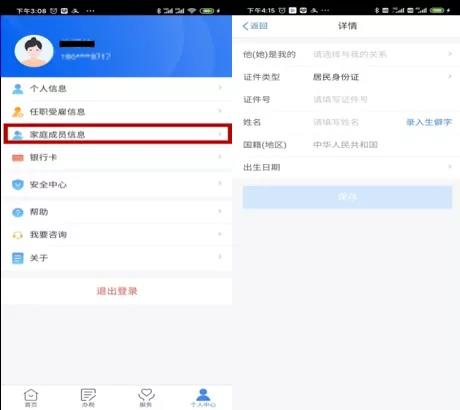 下午3:08
186****8717
个人信息
任职受雇信息
家庭成员信息
银行卡
安全中心
帮助
我要咨询
关于
退出登录
首页
办税
服务
个人中心
下午4:15
返回
详情
他(她)是我的 请选择与我的关系
证件类型 居民身份证
证件号 请填写证件号
姓名 请填写姓名 录入生僻字
国籍(地区) 中华人民共和国
出生日期
保存